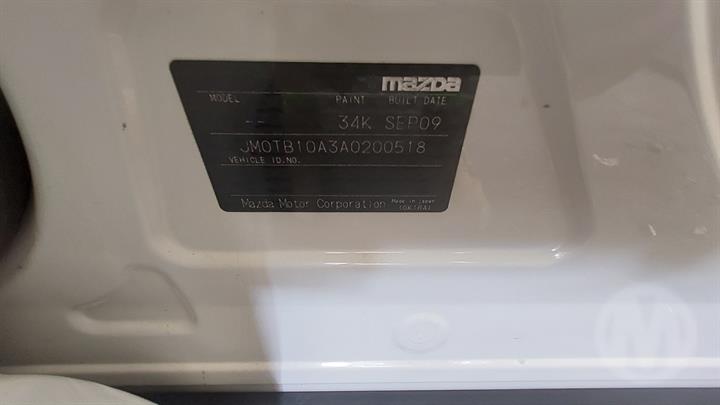 mazda
MODEL PAINT BUILT DATE
-- 34K SEP09
JM0TB10A3A0200518
VEHICLE ID.NO.
Mazda Motor Corporation Made in Japan
M